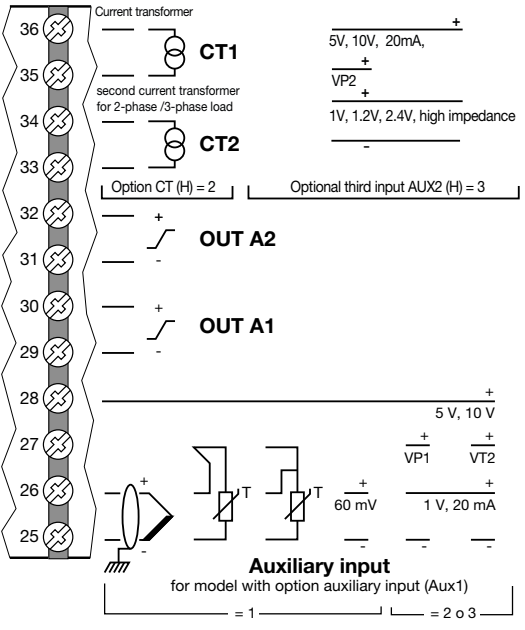 Current transformer
36
CT1
+
5V, 10V, 20mA,
35
+
VP2
second current transformer
for 2-phase /3-phase load
+
1V, 1.2V, 2.4V, high impedance
34
CT2
-
33
Option CT (H) = 2
Optional third input AUX2 (H) = 3
32
+
OUT A2
31
-
30
+
OUT A1
29
-
28
+
5 V, 10 V
27
+
VP1
+
VT2
26
+
T
T
+
60 mV
+
1 V, 20 mA
25
-
-
-
-
Auxiliary input
for model with option auxiliary input (Aux1)
= 1
= 2 o 3